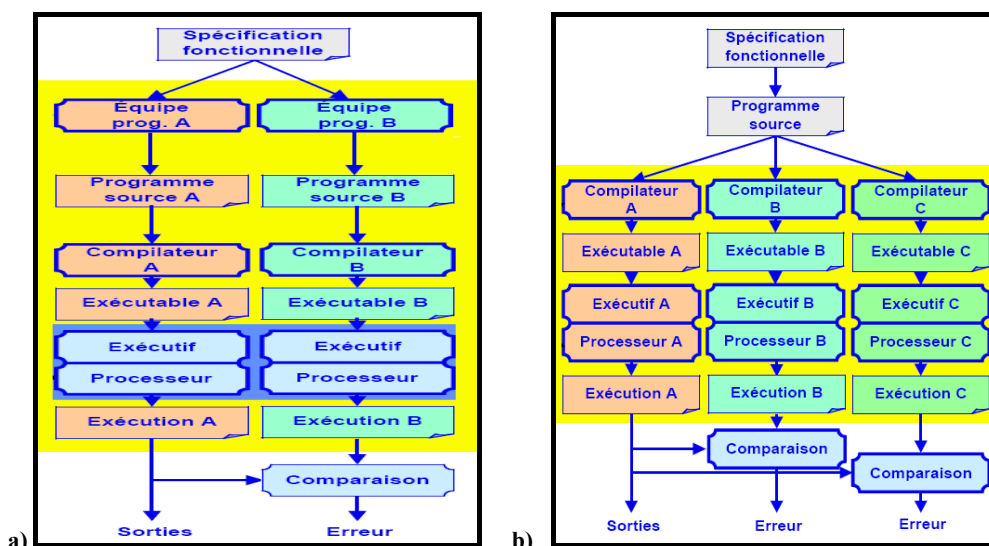 Spécification
fonctionnelle
Équipe
prog. A
Équipe
prog. B
Programme
source A
Programme
source B
Compilateur
A
Compilateur
B
Exécutable A
Exécutable B
Exécutif
Exécutif
Processeur
Processeur
Exécution A
Exécution B
Comparaison
Sorties
Erreur
a)
Spécification
fonctionnelle
Programme
source
Compilateur
A
Compilateur
B
Compilateur
C
Exécutable A
Exécutable B
Exécutable C
Exécutif A
Exécutif B
Exécutif C
Processeur A
Processeur B
Processeur C
Exécution A
Exécution B
Exécution C
Comparaison
Comparaison
Sorties
Erreur
Erreur
b)